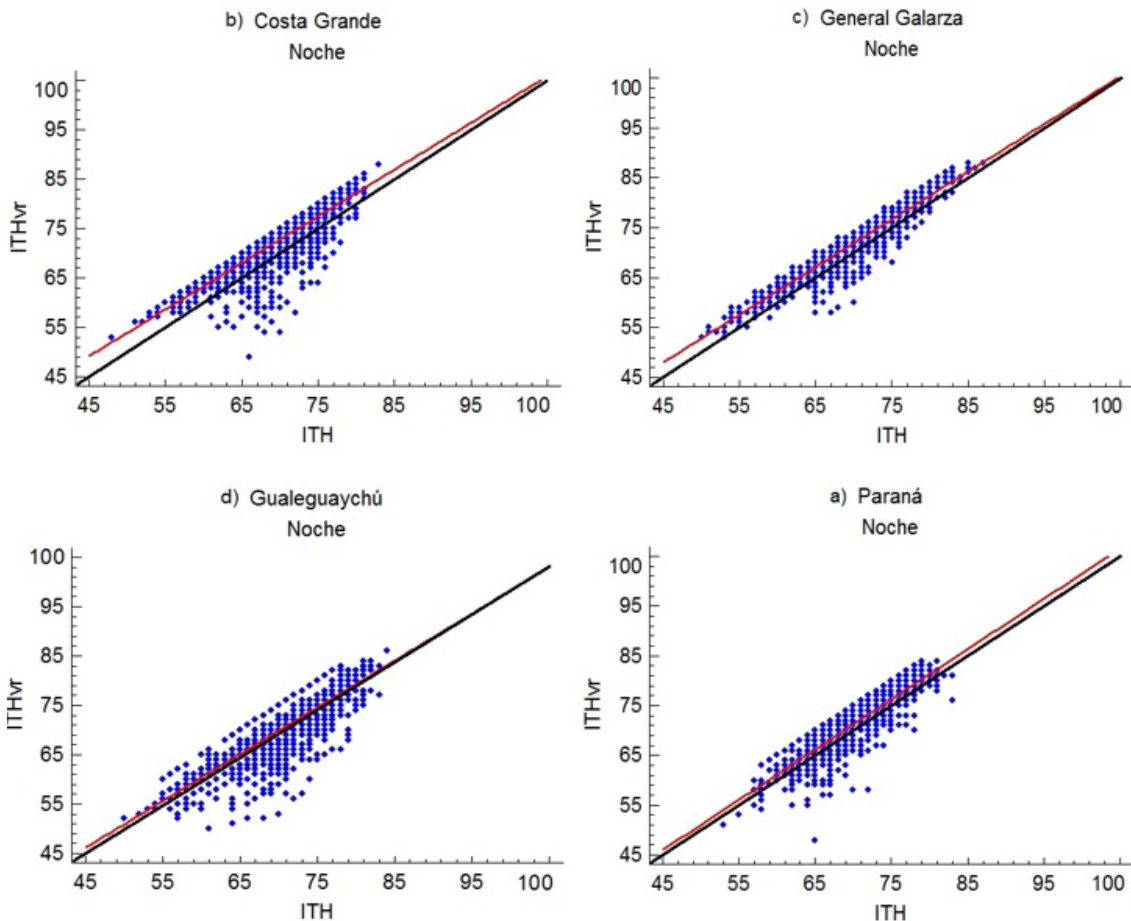 b) Costa Grande
Noche
100
95
85
75
65
55
45
ITHvr
45 55 65 75 85 95 100
ITH
c) General Galarza
Noche
100
95
85
75
65
55
45
ITHvr
45 55 65 75 85 95 100
ITH
d) Gualeguaychú
Noche
100
95
85
75
65
55
45
ITHvr
45 55 65 75 85 95 100
ITH
a) Paraná
Noche
100
95
85
75
65
55
45
ITHvr
45 55 65 75 85 95 100
ITH